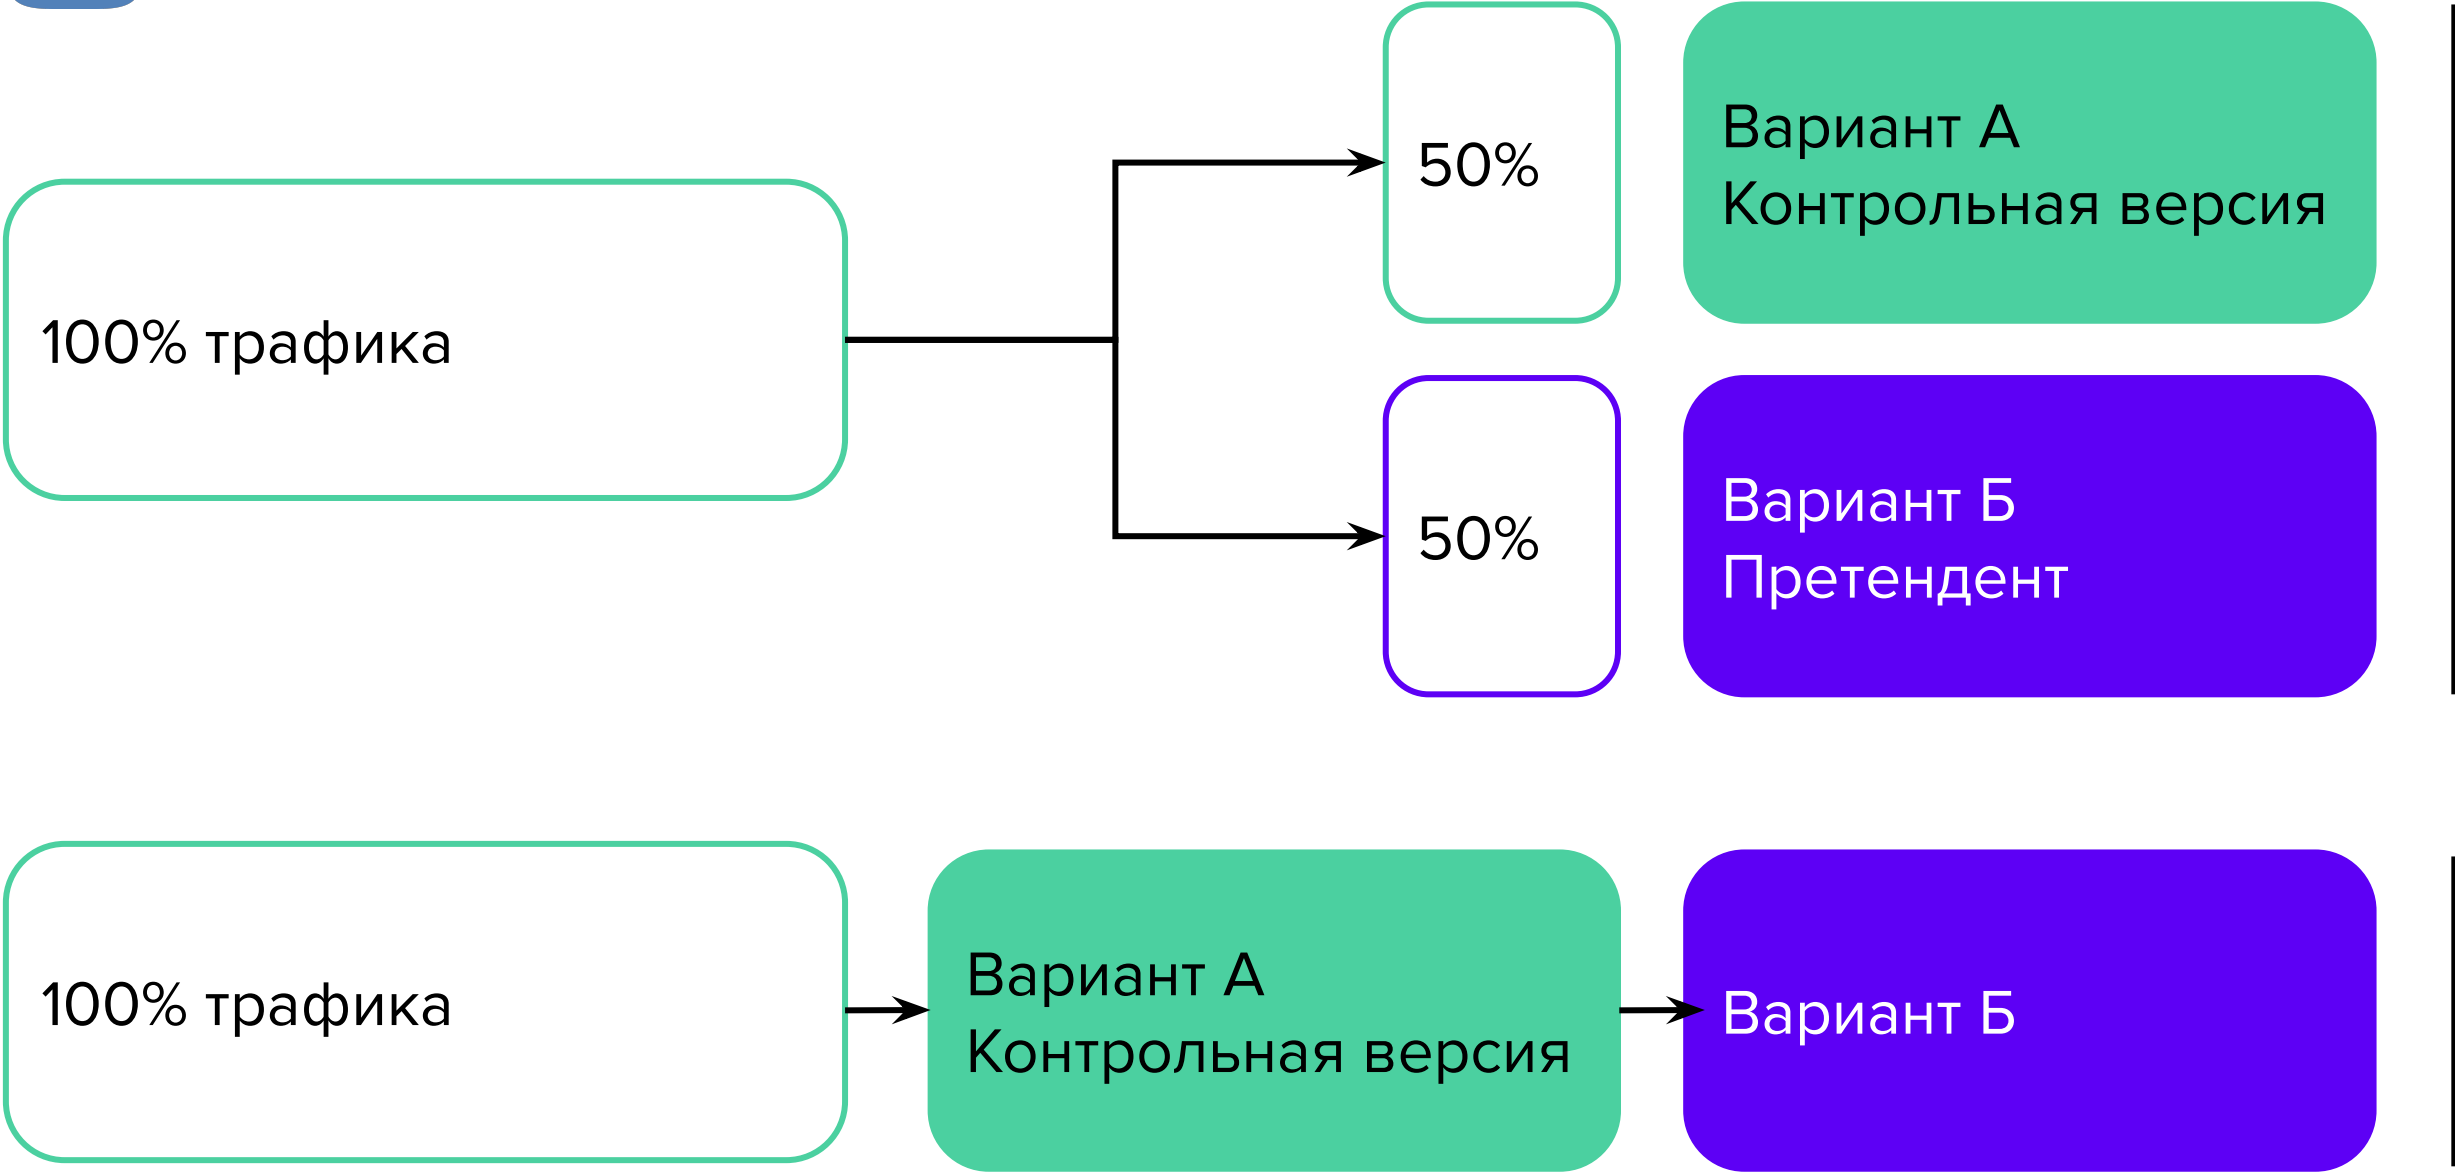 50%
Вариант А
Контрольная версия
100% трафика
50%
Вариант Б
Претендент
100% трафика
Вариант А
Контрольная версия
Вариант Б